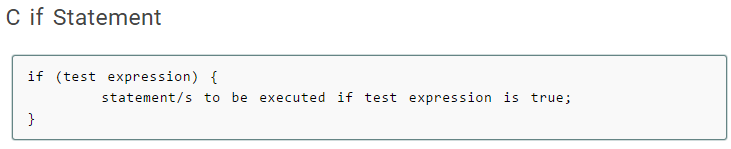 C if Statement
if (test expression) {
        statement/s to be executed if test expression is true;
}